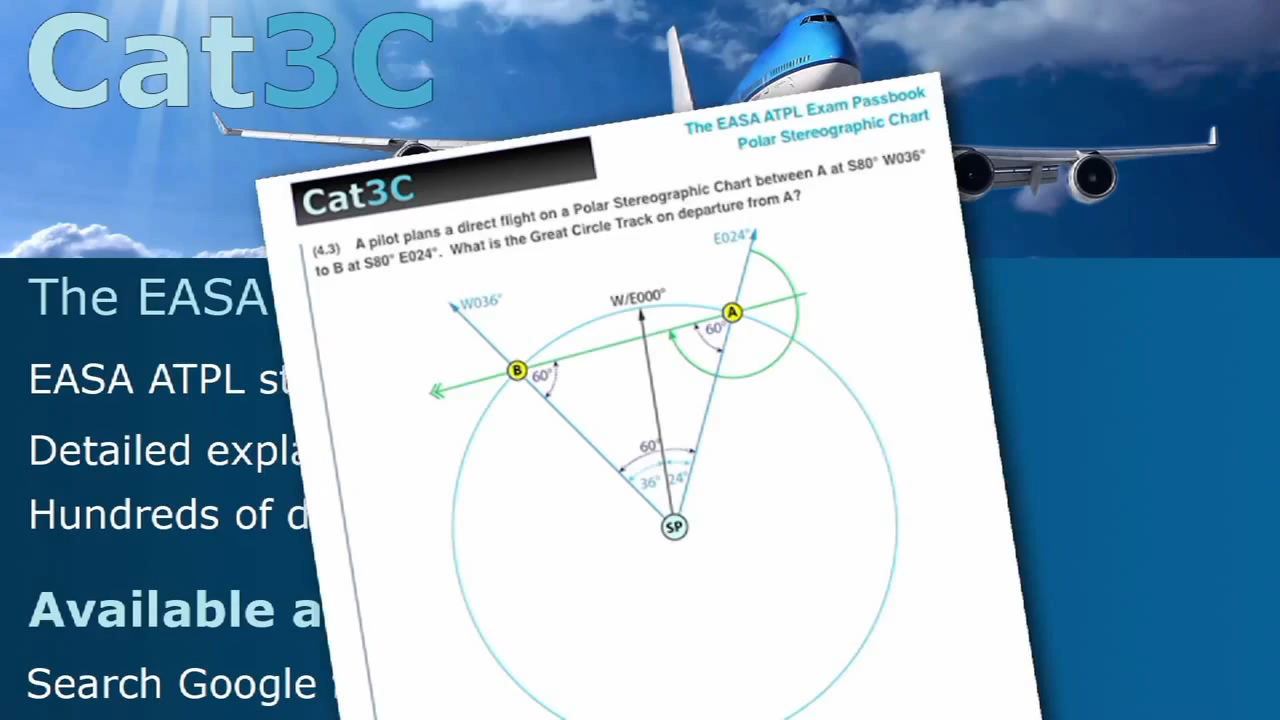 Cat3C
The EASA ATPL Exam Passbook
Polar Stereographic Chart
Cat3C
(4.3) A pilot plans a direct flight on a Polar Stereographic Chart between A at S80° W036°
to B at S80° E024°. What is the Great Circle Track on departure from A?
E024°
W036°
W/E000°
A
60°
B
60°
60°
36°
24°
SP
The EASA
EASA ATPL
Detailed
Hundreds of
Available
Search Google